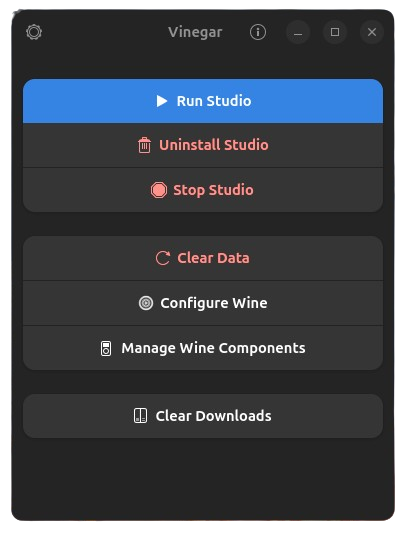 Vinegar
Run Studio
Uninstall Studio
Stop Studio
Clear Data
Configure Wine
Manage Wine Components
Clear Downloads